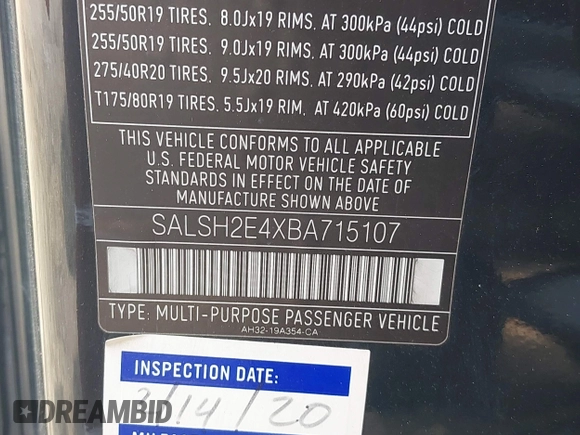 255/50R19 TIRES, 8.0Jx19 RIMS, AT 300kPa (44psi) COLD
255/50R19 TIRES, 9.0Jx19 RIMS, AT 300kPa (44psi) COLD
275/40R20 TIRES, 9.5Jx20 RIMS, AT 290kPa (42psi) COLD
T175/80R19 TIRES, 5.5Jx19 RIM, AT 420kPa (60psi) COLD
THIS VEHICLE CONFORMS TO ALL APPLICABLE
U.S. FEDERAL MOTOR VEHICLE SAFETY
STANDARDS IN EFFECT ON THE DATE OF
MANUFACTURE SHOWN ABOVE
SALSH2E4XBA715107
TYPE: MULTI-PURPOSE PASSENGER VEHICLE
AH32-19A354-CA
INSPECTION DATE:
/14/20
DREAMBID